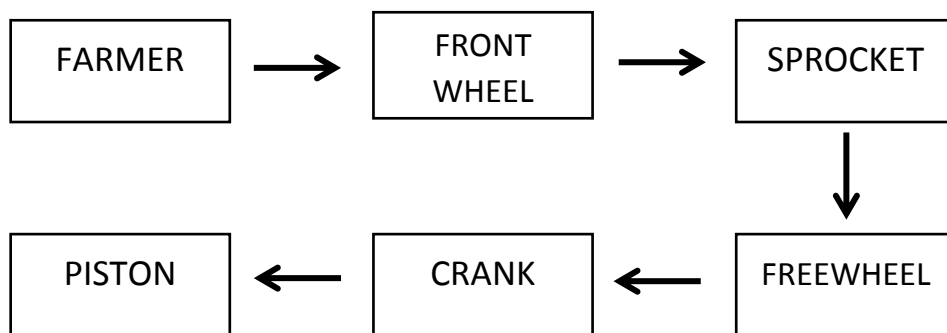 FARMER
FRONT
WHEEL
SPROCKET
PISTON
CRANK
FREEWHEEL